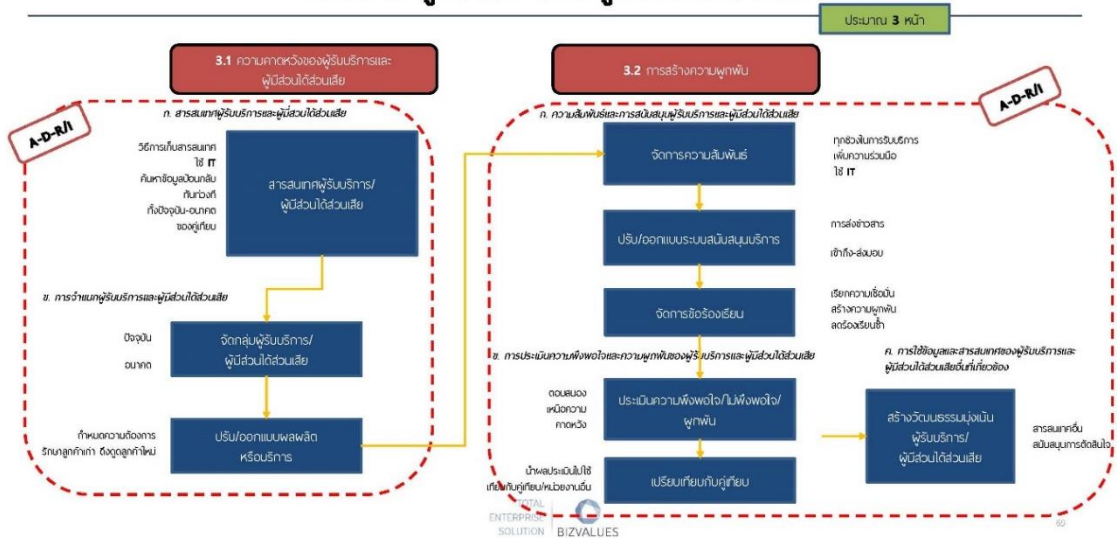 ประมาณ 3 หน้า
3.1 ความคาดหวังของผู้รับบริการและ
ผู้มีส่วนได้ส่วนเสีย
3.2 การสร้างความผูกพัน
A-D-R/I
ก. สารสนเทศผู้รับบริการและผู้มีส่วนได้ส่วนเสีย
วิธีการเก็บสารสนเทศ
ใช้ IT
ค้นหาข้อมูลป้อนกลับ
ทันท่วงที
ทั้งปัจจุบัน-อนาคต
ของคู่เทียบ
สารสนเทศผู้รับบริการ/
ผู้มีส่วนได้ส่วนเสีย
ข. การจำแนกผู้รับบริการและผู้มีส่วนได้ส่วนเสีย
ปัจจุบัน
อนาคต
จัดกลุ่มผู้รับบริการ/
ผู้มีส่วนได้ส่วนเสีย
กำหนดความต้องการ
รักษาลูกค้าเก่า ดึงดูดลูกค้าใหม่
ปรับ/ออกแบบผลผลิต
หรือบริการ
A-D-R/I
ก. ความสัมพันธ์และการสนับสนุนผู้รับบริการและผู้มีส่วนได้ส่วนเสีย
จัดการความสัมพันธ์
ทุกช่วงในการรับบริการ
เพิ่มความร่วมมือ
ใช้ IT
ปรับ/ออกแบบระบบสนับสนุนบริการ
การส่งข่าวสาร
เข้าถึง-ส่งมอบ
จัดการข้อร้องเรียน
เรียกความเชื่อมั่น
สร้างความผูกพัน
ลดร้องเรียนซ้ำ
ข. การประเมินความพึงพอใจและความผูกพันของผู้รับบริการและผู้มีส่วนได้ส่วนเสีย
ตอบสนอง
เหนือความ
คาดหวัง
ประเมินความพึงพอใจ/ไม่พึงพอใจ/
ผูกพัน
นำผลประเมินไปใช้
เทียบกับคู่เทียบ/หน่วยงานอื่น
เปรียบเทียบกับคู่เทียบ
ค. การใช้ข้อมูลและสารสนเทศของผู้รับบริการและ
ผู้มีส่วนได้ส่วนเสียอื่นที่เกี่ยวข้อง
สร้างวัฒนธรรมมุ่งเน้น
ผู้รับบริการ/
ผู้มีส่วนได้ส่วนเสีย
สารสนเทศอื่น
สนับสนุนการตัดสินใจ
TOTAL
ENTERPRISE
SOLUTION
BIZVALUES
60